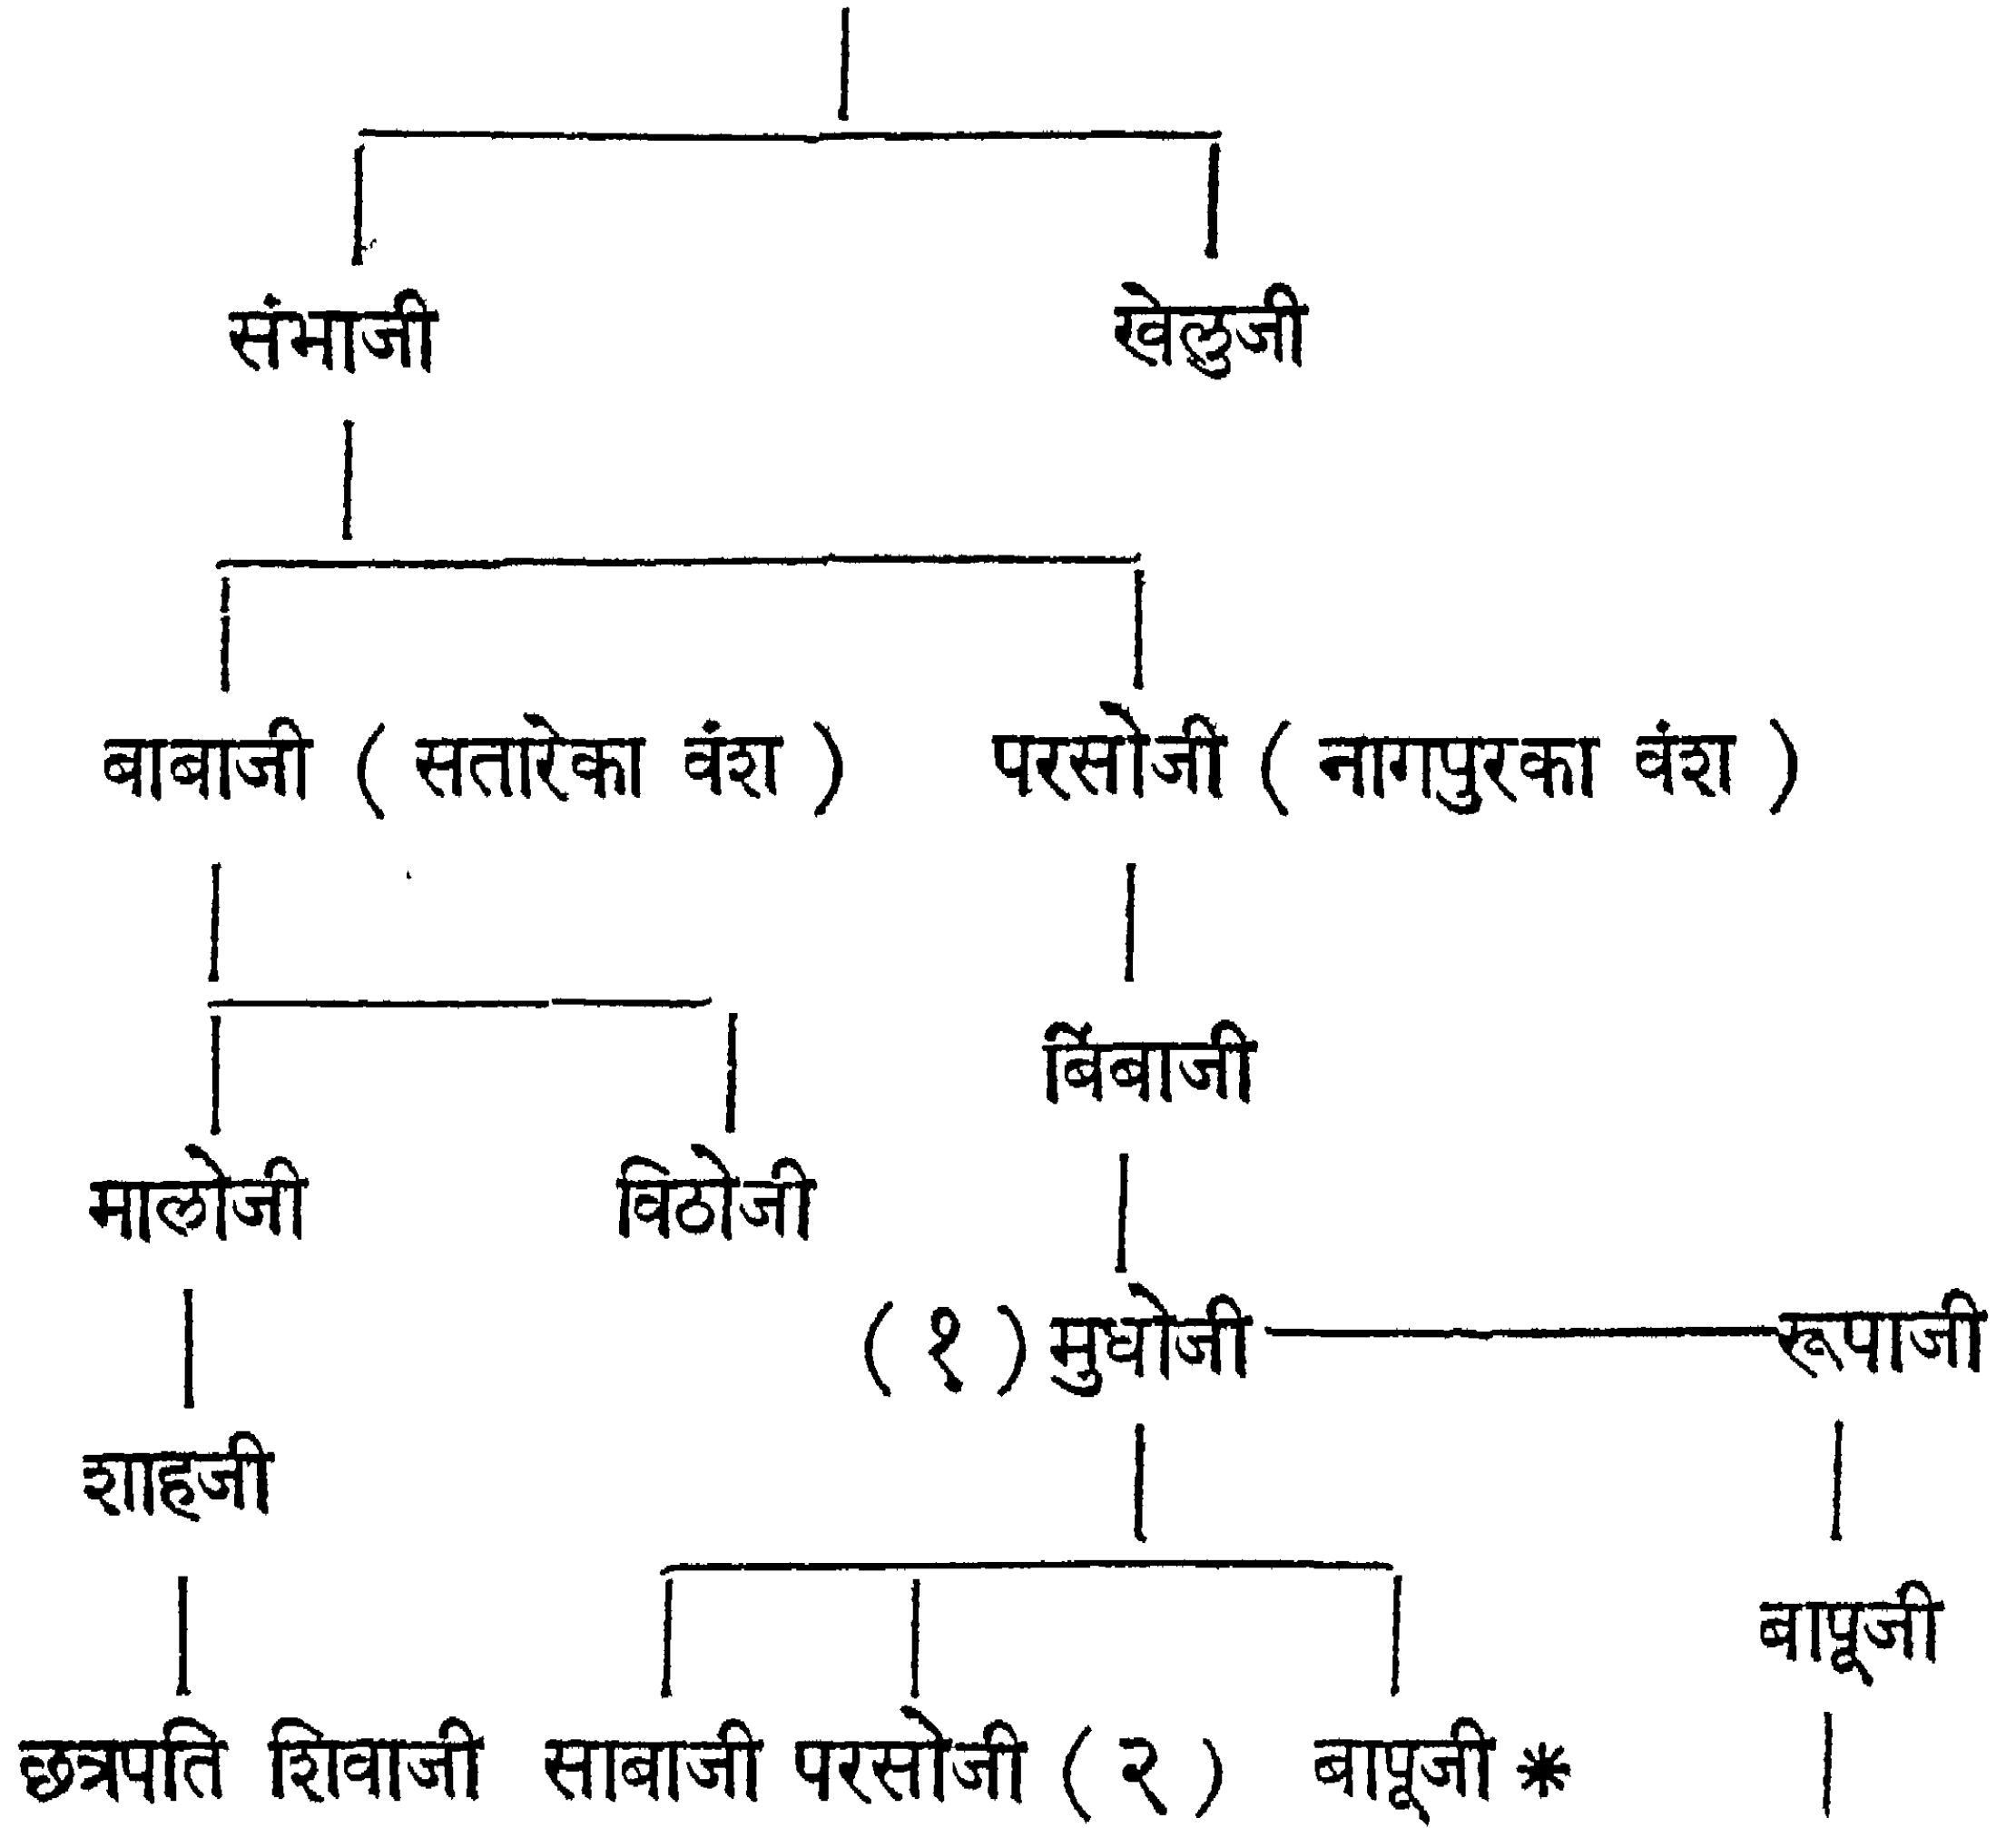 संभाजी खेलुजी
बाबाजी ( सतारेका वंश ) परसोजी ( नागपुरका वंश )
बिंबाजी
मालोजी विठोजी
( १ ) मुधोजी रूपाजी
शाहजी
बापूजी
छत्रपति शिवाजी साबाजी परसोजी ( २ ) बापूजी *